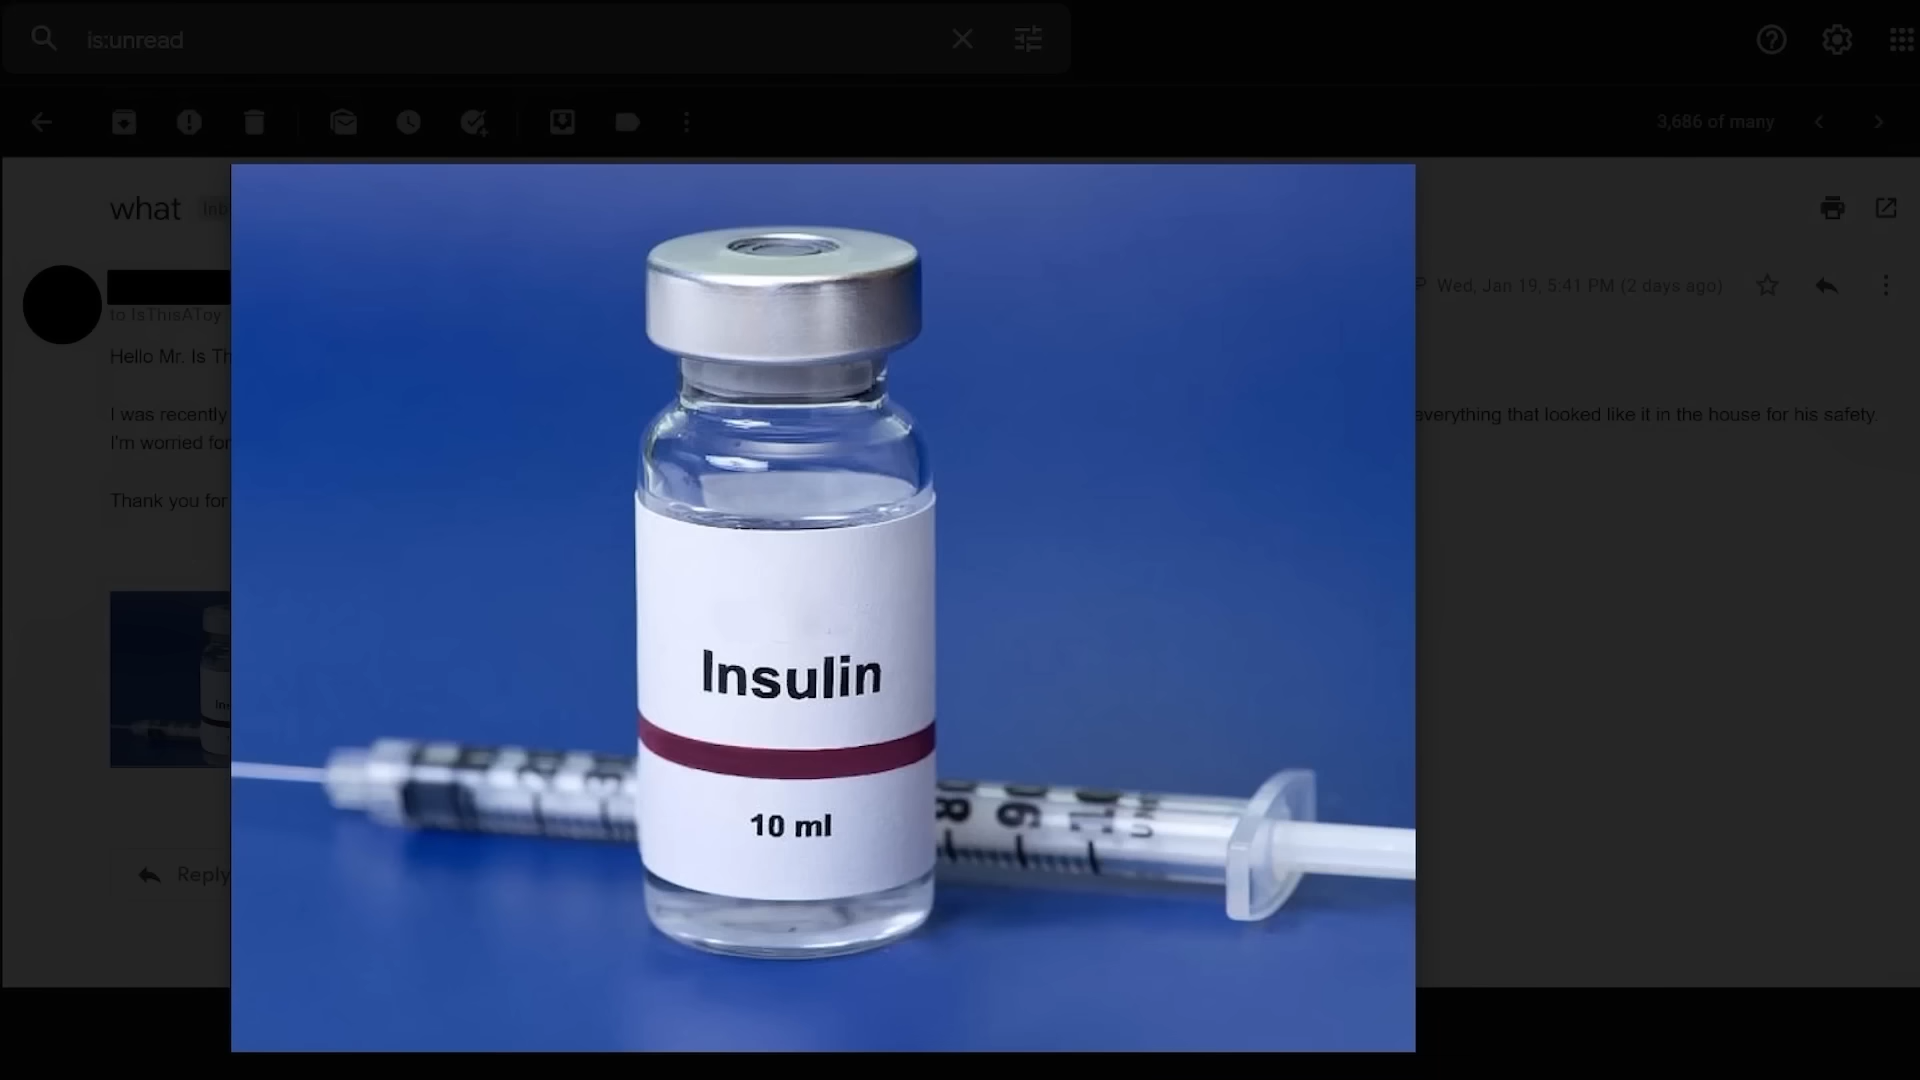 is:unread
3,686 of many
what
Wed, Jan 19, 5:41 PM (2 days ago)
to IsThisAToy
Hello Mr. Is
I was recently
everything that looked like it in the house for his safety.
I'm worried for
Thank you for
Insulin
10 ml
Reply